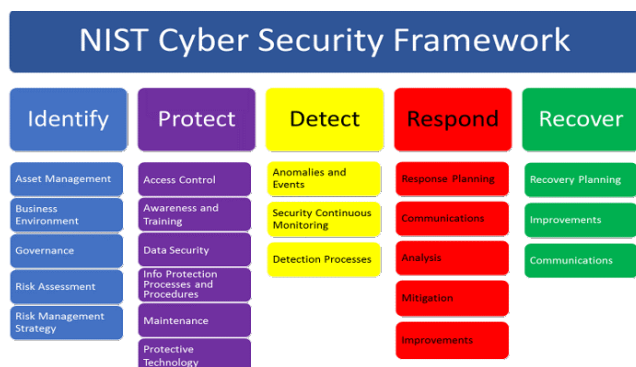 NIST Cyber Security Framework
Identify
Protect
Detect
Respond
Recover
Asset Management
Business
Environment
Governance
Risk Assessment
Risk Management
Strategy
Access Control
Awareness and
Training
Data Security
Info Protection
Processes and
Procedures
Maintenance
Protective
Technology
Anomalies and
Events
Security Continuous
Monitoring
Detection Processes
Response Planning
Communications
Analysis
Mitigation
Improvements
Recovery Planning
Improvements
Communications